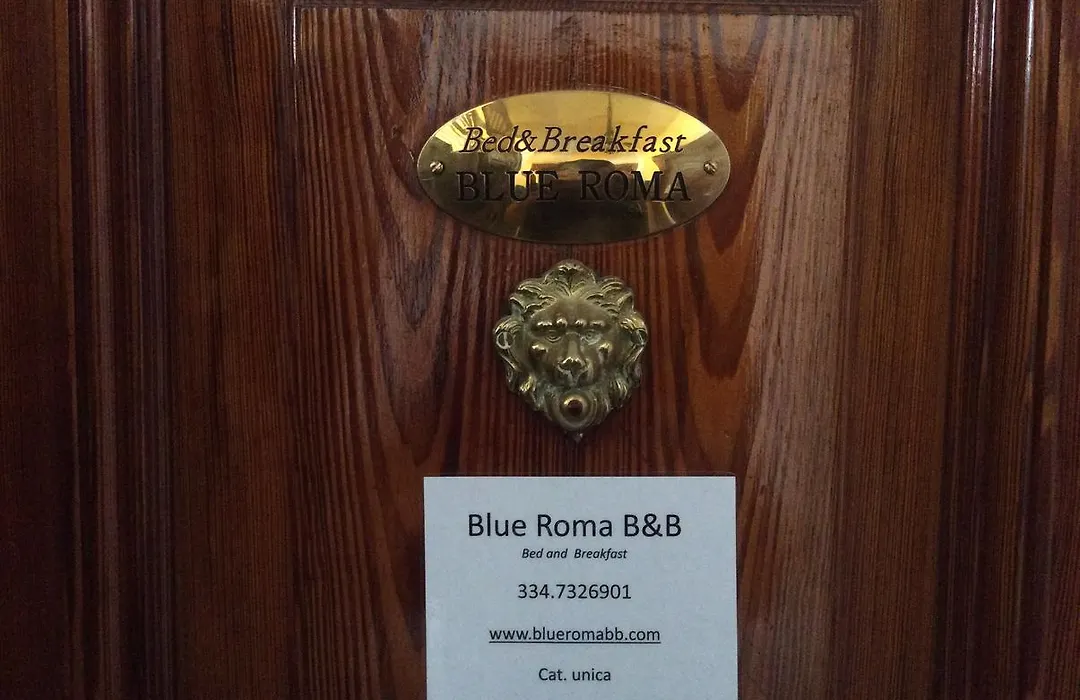 Bed&Breakfast
BLUE ROMA
Blue Roma B&B
Bed and Breakfast
334.7326901
www.blueromabb.com
Cat. unica